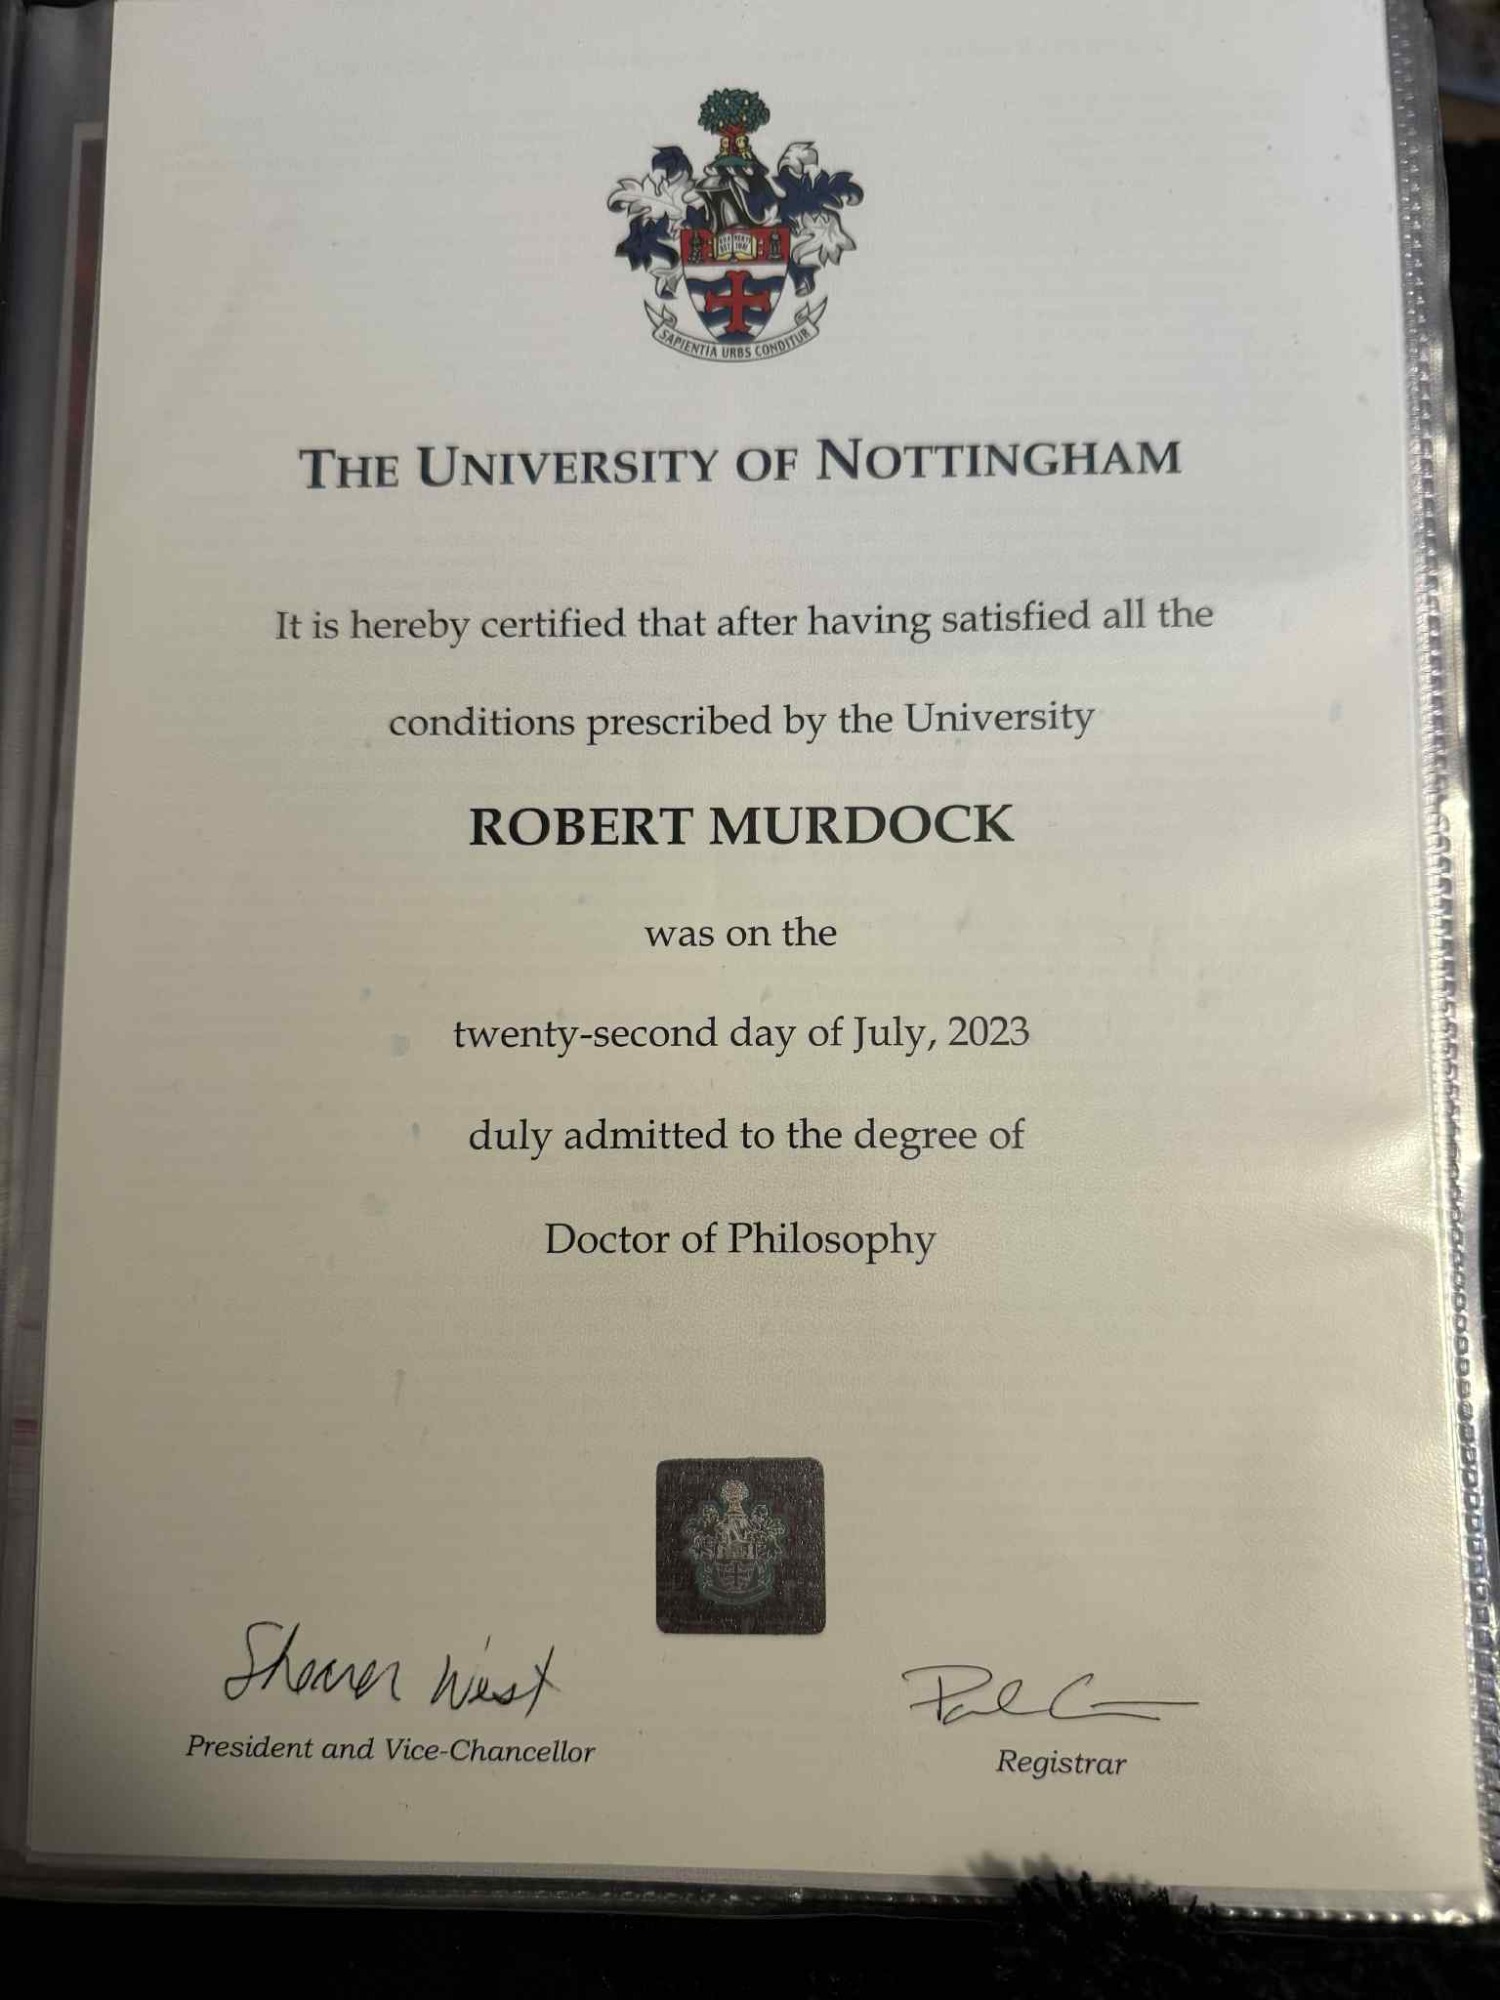 SAPIENTIA URBS CONDITUR
THE UNIVERSITY OF NOTTINGHAM
It is hereby certified that after having satisfied all the
conditions prescribed by the University
ROBERT MURDOCK
was on the
twenty-second day of July, 2023
duly admitted to the degree of
Doctor of Philosophy
Shearer West
President and Vice-Chancellor
Registrar